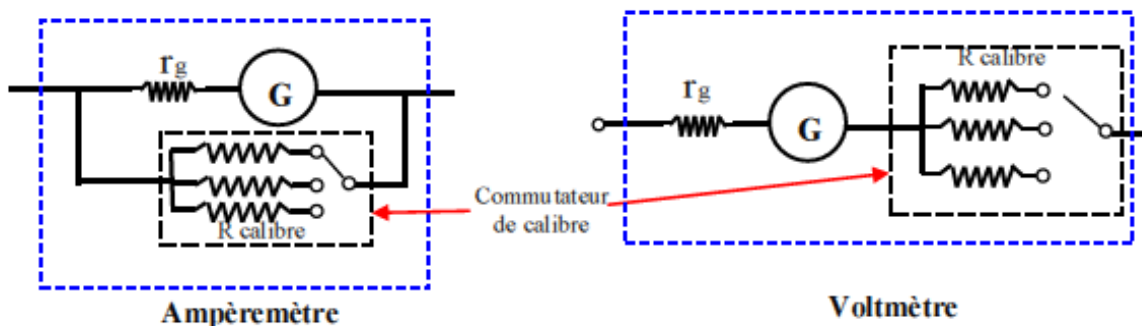 rg
G
R calibre
Ampèremètre
Commutateur
de calibre
rg
G
R calibre
Voltmètre